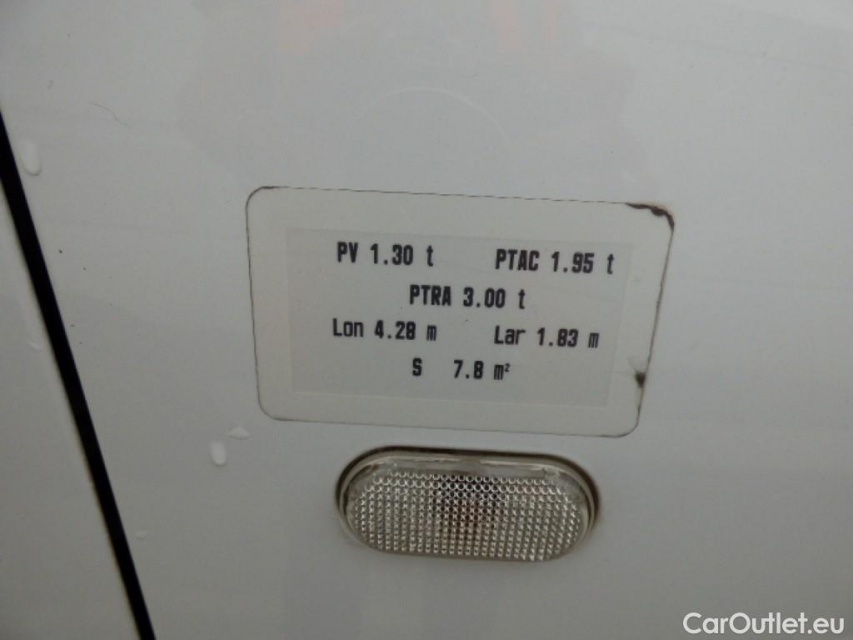 PV 1.30 t PTAC 1.95 t
PTRA 3.00 t
Lon 4.28 m Lar 1.83 m
S 7.8 m²
CarOutlet.eu